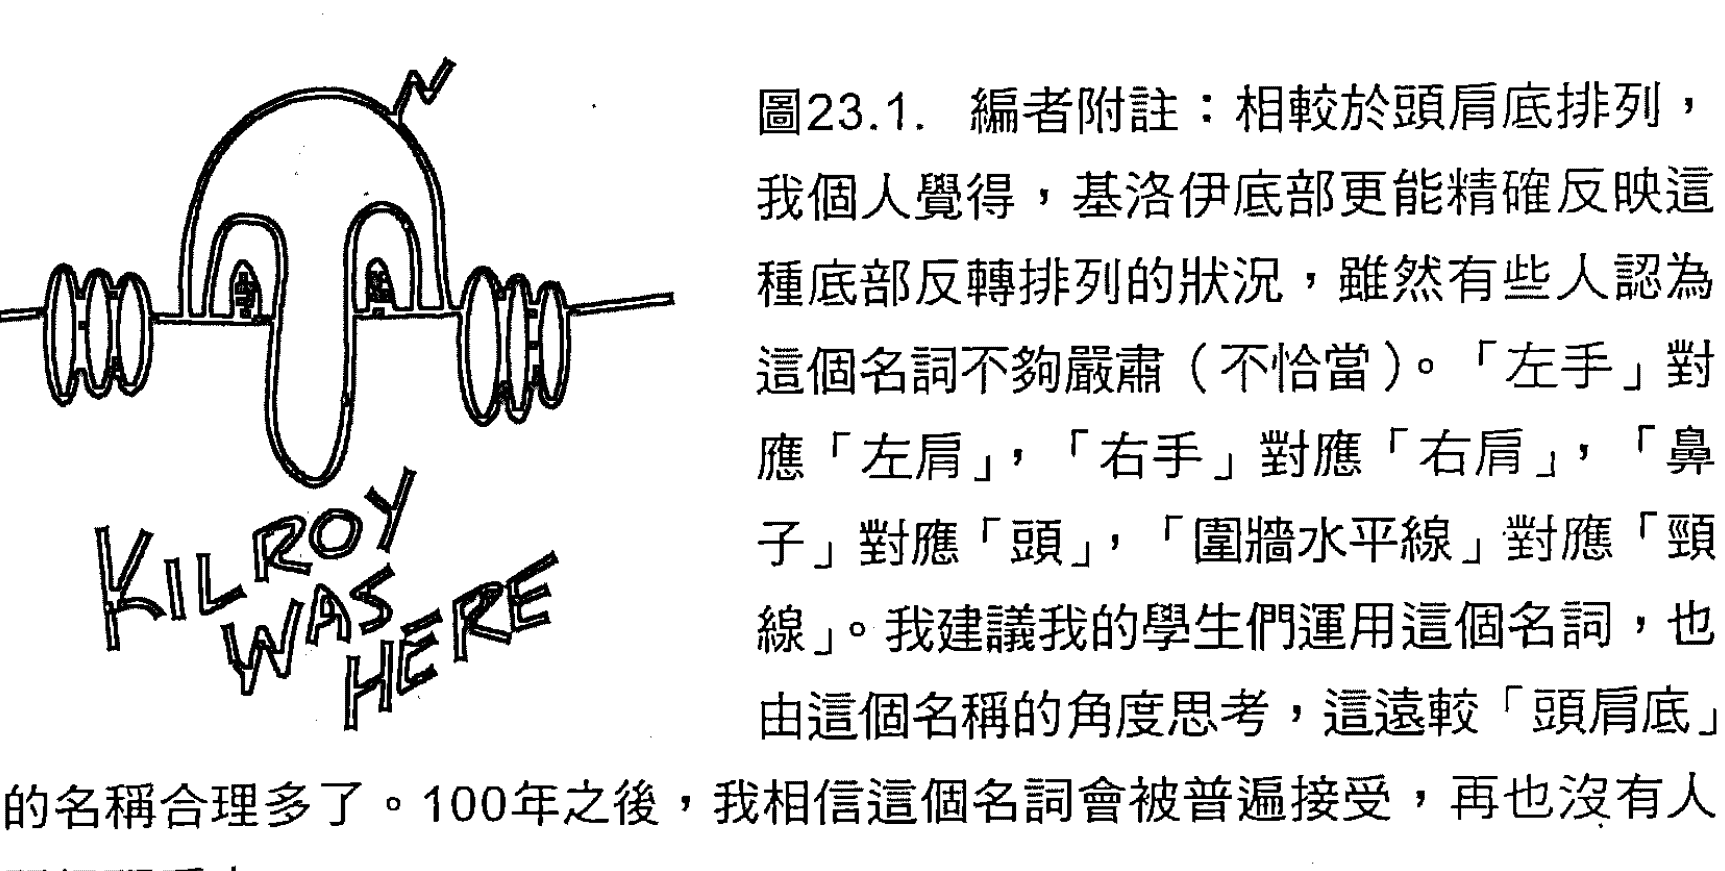 圖23.1. 編者附註：相較於頭肩底排列，
我個人覺得，基洛伊底部更能精確反映這
種底部反轉排列的狀況，雖然有些人認為
這個名詞不夠嚴肅（不恰當）。「左手」對
應「左肩」，「右手」對應「右肩」，「鼻
子」對應「頭」，「圍牆水平線」對應「頸
線」。我建議我的學生們運用這個名詞，也
由這個名稱的角度思考，這遠較「頭肩底」
的名稱合理多了。100年之後，我相信這個名詞會被普遍接受，再也沒有人
KILROY
WAS
HERE